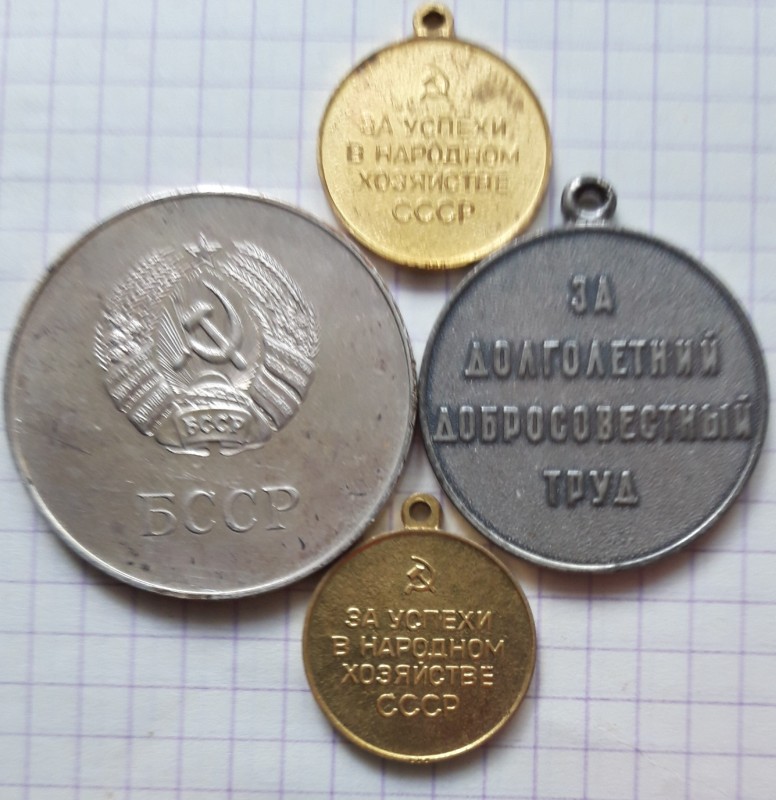 ЗА УСПЕХИ
В НАРОДНОМ
ХОЗЯЙСТВЕ
СССР
БССР
БССР
ЗА
ДОЛГОЛЕТНИЙ
ДОБРОСОВЕСТНЫЙ
ТРУД
ЗА УСПЕХИ
В НАРОДНОМ
ХОЗЯЙСТВЕ
СССР